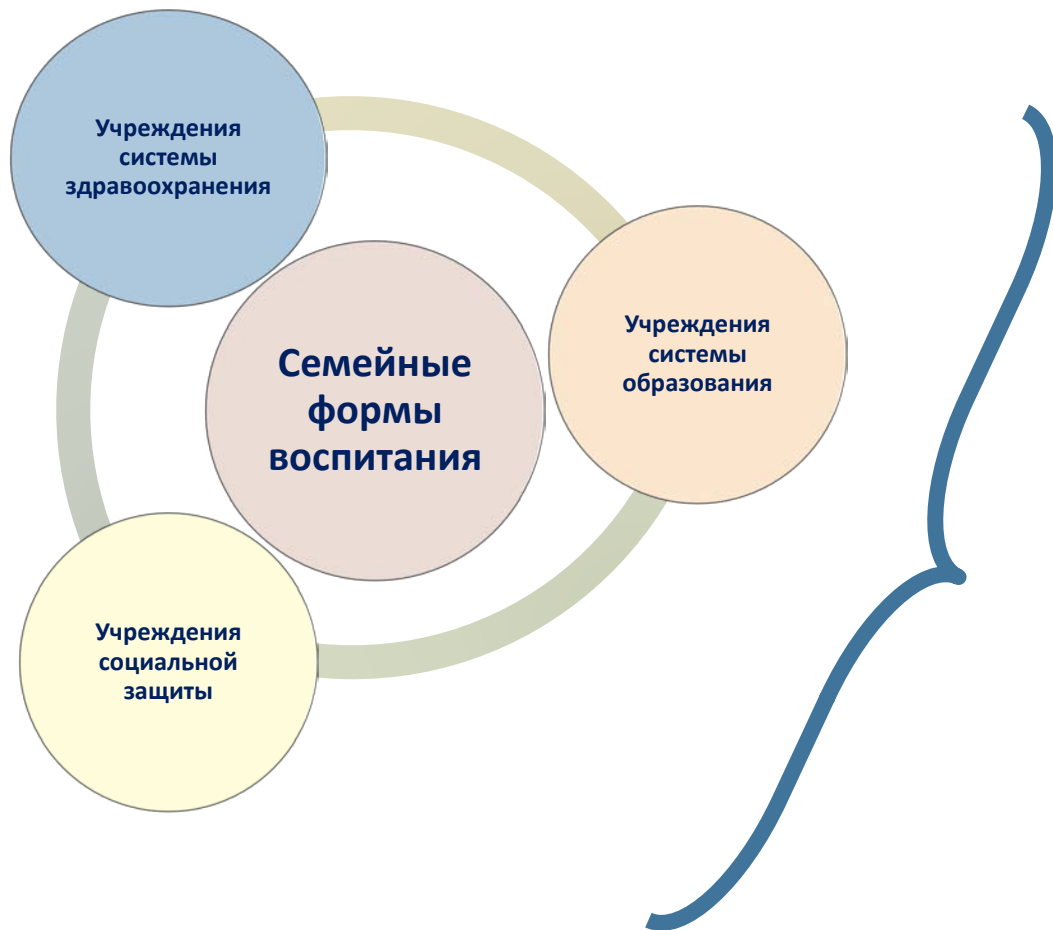 Учреждения
системы
здравоохранения
Учреждения
системы
образования
Семейные
формы
воспитания
Учреждения
социальной
защиты